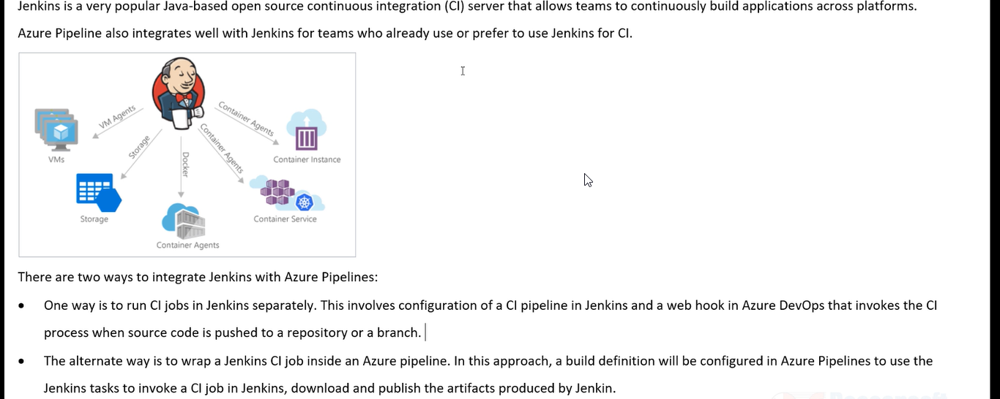 Jenkins is a very popular Java-based open source continuous integration (CI) server that allows teams to continuously build applications across platforms.
Azure Pipeline also integrates well with Jenkins for teams who already use or prefer to use Jenkins for CI.
VM Agents
Storage
Docker
Container Agents
Container Agents
VMs
Container Instance
Storage
Container Service
Container Agents
There are two ways to integrate Jenkins with Azure Pipelines:
• One way is to run CI jobs in Jenkins separately. This involves configuration of a CI pipeline in Jenkins and a web hook in Azure DevOps that invokes the CI
process when source code is pushed to a repository or a branch.
• The alternate way is to wrap a Jenkins CI job inside an Azure pipeline. In this approach, a build definition will be configured in Azure Pipelines to use the
Jenkins tasks to invoke a CI job in Jenkins, download and publish the artifacts produced by Jenkin.